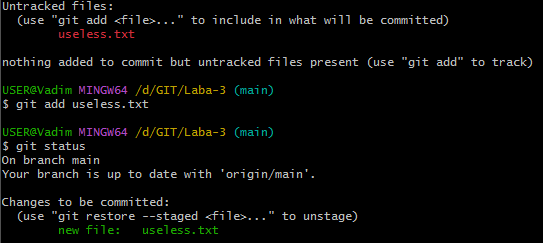 Untracked files:
  (use "git add <file>..." to include in what will be committed)
        useless.txt

nothing added to commit but untracked files present (use "git add" to track)

USER@Vadim MINGW64 /d/GIT/Laba-3 (main)
$ git add useless.txt

USER@Vadim MINGW64 /d/GIT/Laba-3 (main)
$ git status
On branch main
Your branch is up to date with 'origin/main'.

Changes to be committed:
  (use "git restore --staged <file>..." to unstage)
        new file:   useless.txt